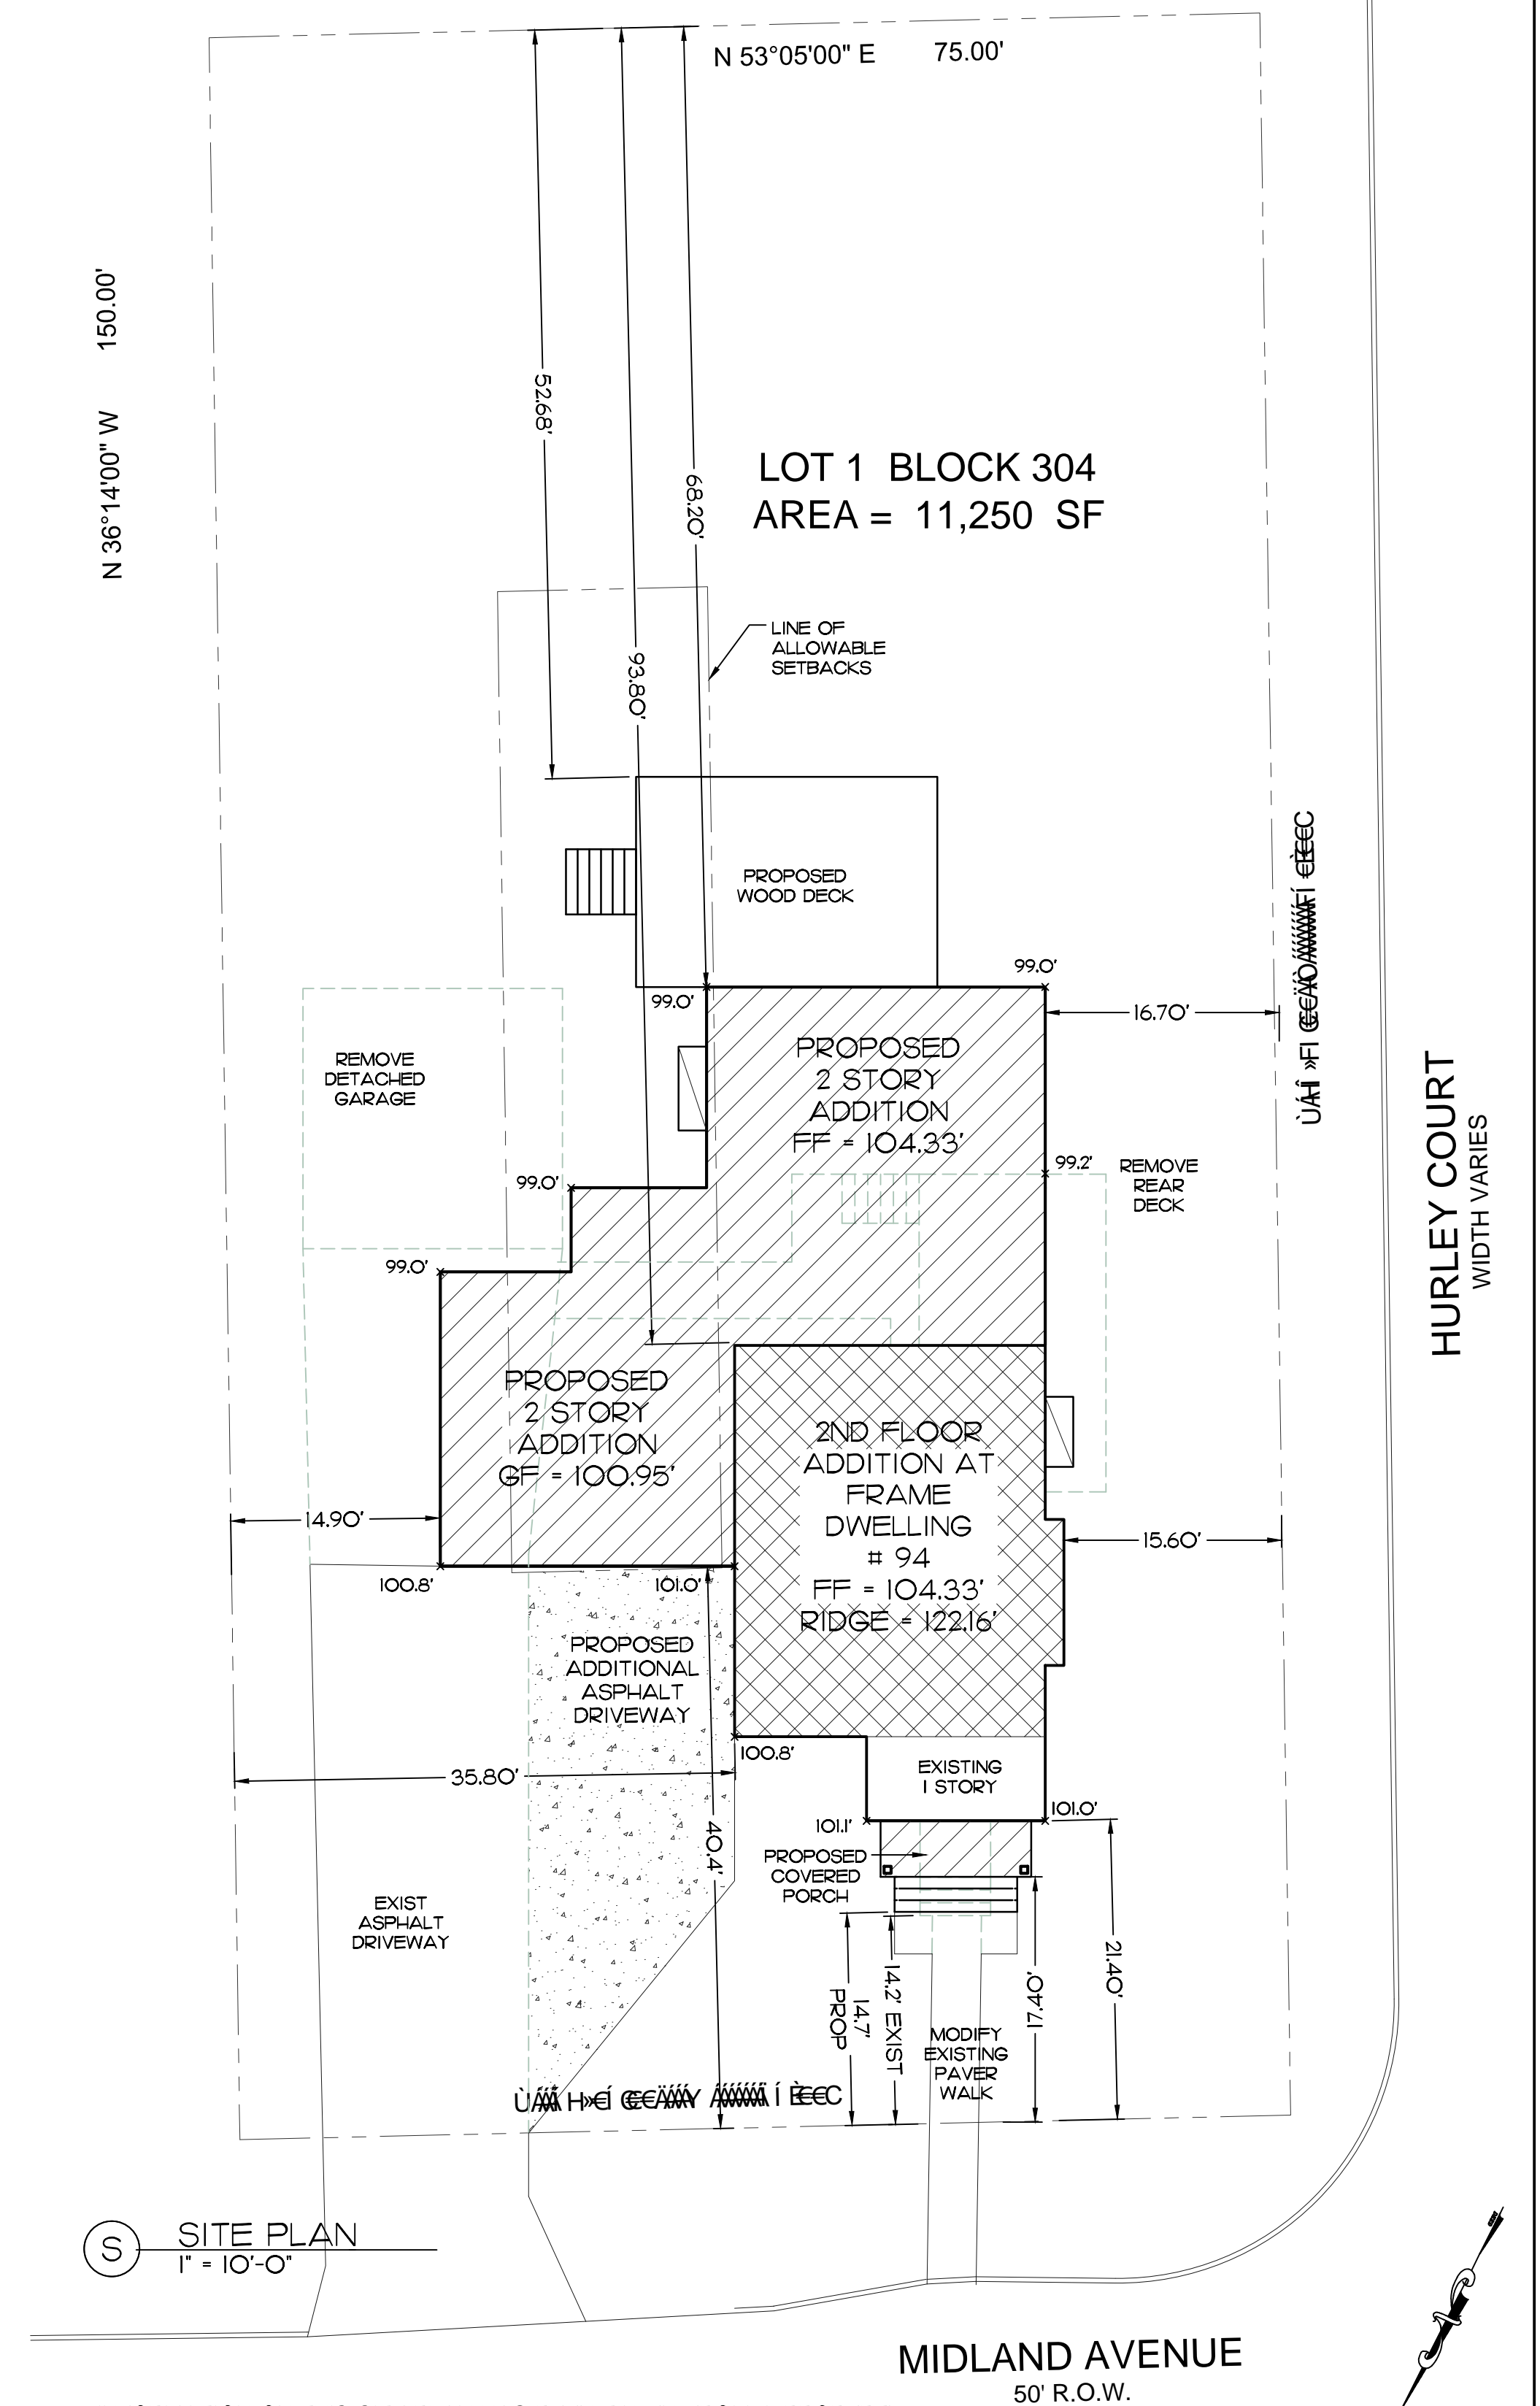 N 53°05'00" E 75.00'
N 36°14'00" W 150.00'
52.68'
68.20'
93.80'
LOT 1 BLOCK 304
AREA = 11,250 SF
LINE OF
ALLOWABLE
SETBACKS
PROPOSED
WOOD DECK
99.0'
99.0'
16.70'
REMOVE
DETACHED
GARAGE
PROPOSED
2 STORY
ADDITION
FF = 104.33'
HURLEY COURT
WIDTH VARIES
99.2'
REMOVE
REAR
DECK
99.0'
99.0'
PROPOSED
2 STORY
ADDITION
GF = 100.95'
2ND FLOOR
ADDITION AT
FRAME
DWELLING
# 94
FF = 104.33'
RIDGE = 122.16'
14.90'
15.60'
100.8'
101.0'
PROPOSED
ADDITIONAL
ASPHALT
DRIVEWAY
100.8'
35.80'
EXISTING
1 STORY
101.1'
101.0'
40.4'
PROPOSED
COVERED
PORCH
EXIST
ASPHALT
DRIVEWAY
14.7'
PROP
14.2' EXIST
17.40'
21.40'
MODIFY
EXISTING
PAVER
WALK
S
SITE PLAN
1" = 10'-0"
MIDLAND AVENUE
50' R.O.W.